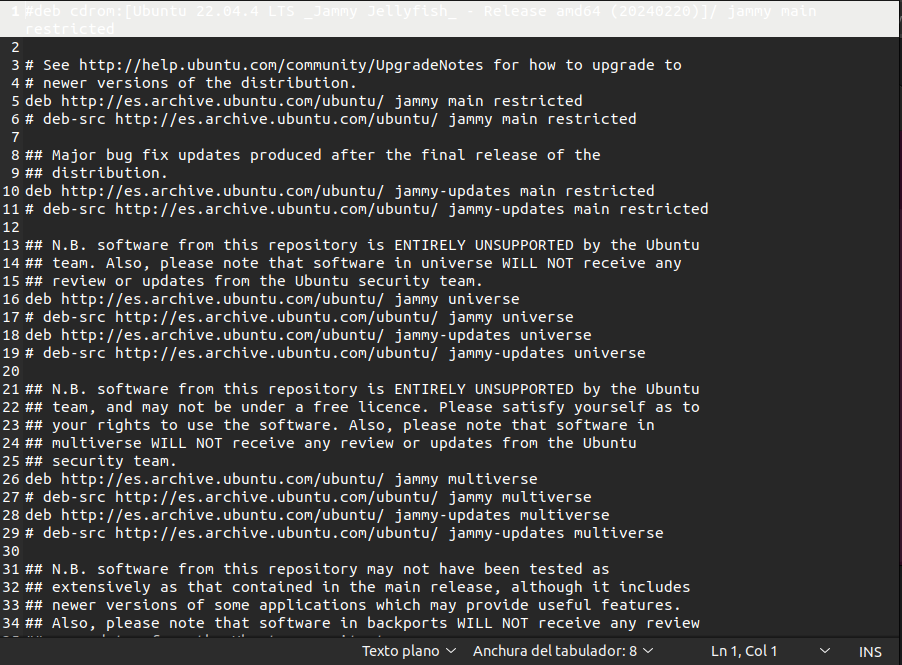 1 #deb cdrom:[Ubuntu 22.04.4 LTS _Jammy Jellyfish_ - Release amd64 (20240220)]/ jammy main
restricted
2
3 # See http://help.ubuntu.com/community/UpgradeNotes for how to upgrade to
4 # newer versions of the distribution.
5 deb http://es.archive.ubuntu.com/ubuntu/ jammy main restricted
6 # deb-src http://es.archive.ubuntu.com/ubuntu/ jammy main restricted
7
8 ## Major bug fix updates produced after the final release of the
9 ## distribution.
10 deb http://es.archive.ubuntu.com/ubuntu/ jammy-updates main restricted
11 # deb-src http://es.archive.ubuntu.com/ubuntu/ jammy-updates main restricted
12
13 ## N.B. software from this repository is ENTIRELY UNSUPPORTED by the Ubuntu
14 ## team. Also, please note that software in universe WILL NOT receive any
15 ## review or updates from the Ubuntu security team.
16 deb http://es.archive.ubuntu.com/ubuntu/ jammy universe
17 # deb-src http://es.archive.ubuntu.com/ubuntu/ jammy universe
18 deb http://es.archive.ubuntu.com/ubuntu/ jammy-updates universe
19 # deb-src http://es.archive.ubuntu.com/ubuntu/ jammy-updates universe
20
21 ## N.B. software from this repository is ENTIRELY UNSUPPORTED by the Ubuntu
22 ## team, and may not be under a free licence. Please satisfy yourself as to
23 ## your rights to use the software. Also, please note that software in
24 ## multiverse WILL NOT receive any review or updates from the Ubuntu
25 ## security team.
26 deb http://es.archive.ubuntu.com/ubuntu/ jammy multiverse
27 # deb-src http://es.archive.ubuntu.com/ubuntu/ jammy multiverse
28 deb http://es.archive.ubuntu.com/ubuntu/ jammy-updates multiverse
29 # deb-src http://es.archive.ubuntu.com/ubuntu/ jammy-updates multiverse
30
31 ## N.B. software from this repository may not have been tested as
32 ## extensively as that contained in the main release, although it includes
33 ## newer versions of some applications which may provide useful features.
34 ## Also, please note that software in backports WILL NOT receive any review
Texto plano Anchura del tabulador: 8 Ln 1, Col 1 INS